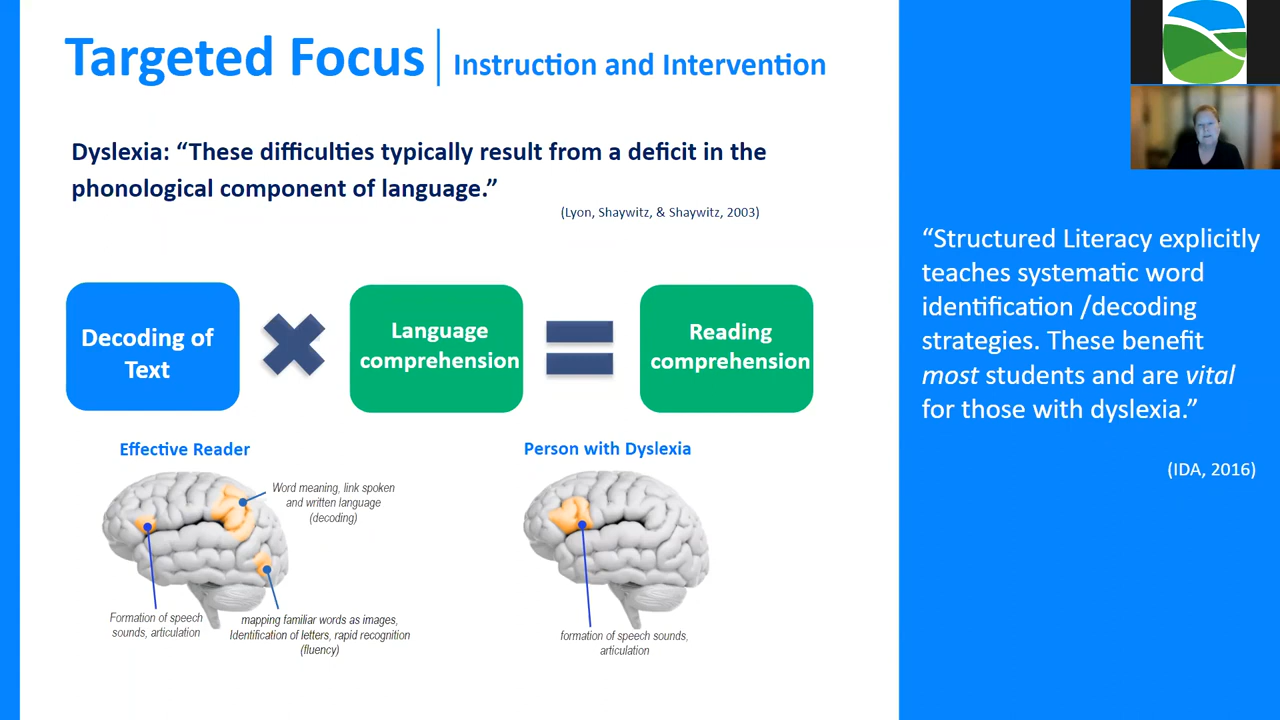 Targeted Focus
Instruction and Intervention
Dyslexia: “These difficulties typically result from a deficit in the
phonological component of language.”
(Lyon, Shaywitz, & Shaywitz, 2003)
Decoding of
Text
Language
comprehension
Reading
comprehension
Effective Reader
Word meaning, link spoken
and written language
(decoding)
Formation of speech
sounds, articulation
mapping familiar words as images,
Identification of letters, rapid recognition
(fluency)
Person with Dyslexia
formation of speech sounds,
articulation
“Structured Literacy explicitly
teaches systematic word
identification /decoding
strategies. These benefit
most students and are vital
for those with dyslexia.”
(IDA, 2016)